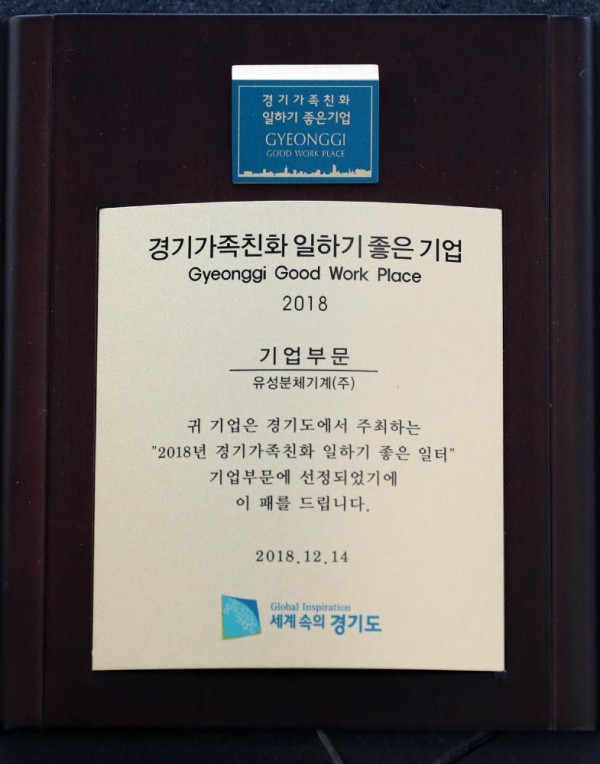 경기가족친화
일하기 좋은기업
GYEONGGI
GOOD WORK PLACE
경기가족친화 일하기 좋은 기업
Gyeonggi Good Work Place
2018
기업부문
유성분체기계(주)
귀 기업은 경기도에서 주최하는
"2018년 경기가족친화 일하기 좋은 일터"
기업부문에 선정되었기에
이 패를 드립니다.
2018.12.14
Global Inspiration
세계속의 경기도